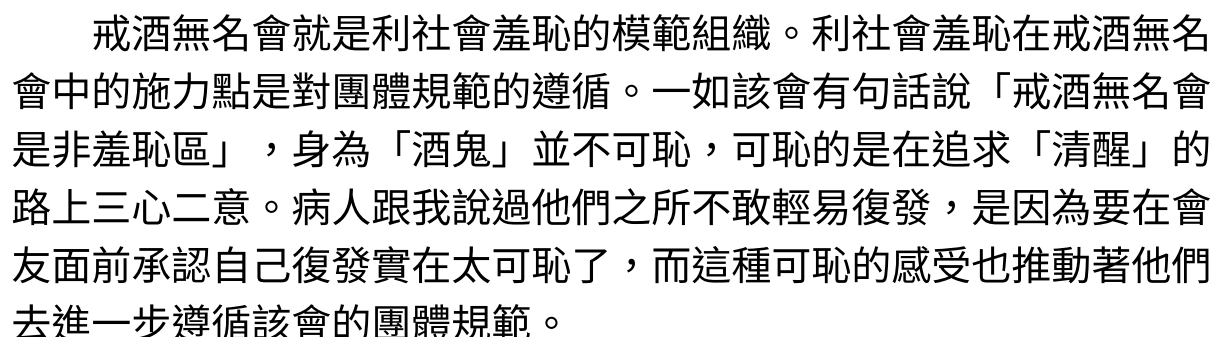 戒酒無名會就是利社會羞恥的模範組織。利社會羞恥在戒酒無名
會中的施力點是對團體規範的遵循。一如該會有句話說「戒酒無名會
是非羞恥區」，身為「酒鬼」並不可恥，可恥的是在追求「清醒」的
路上三心二意。病人跟我說過他們之所不敢輕易復發，是因為要在會
友面前承認自己復發實在太可恥了，而這種可恥的感受也推動著他們
去進一步遵循該會的團體規範。